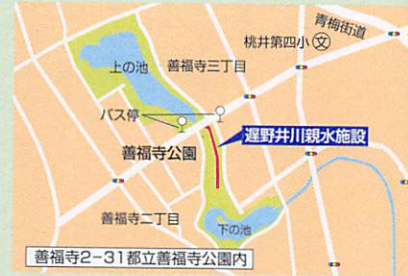 青梅街道
桃井第四小
文
上の池
善福寺三丁目
バス停
遅野井川親水施設
善福寺公園
善福寺二丁目
下の池
善福寺2-31都立善福寺公園内